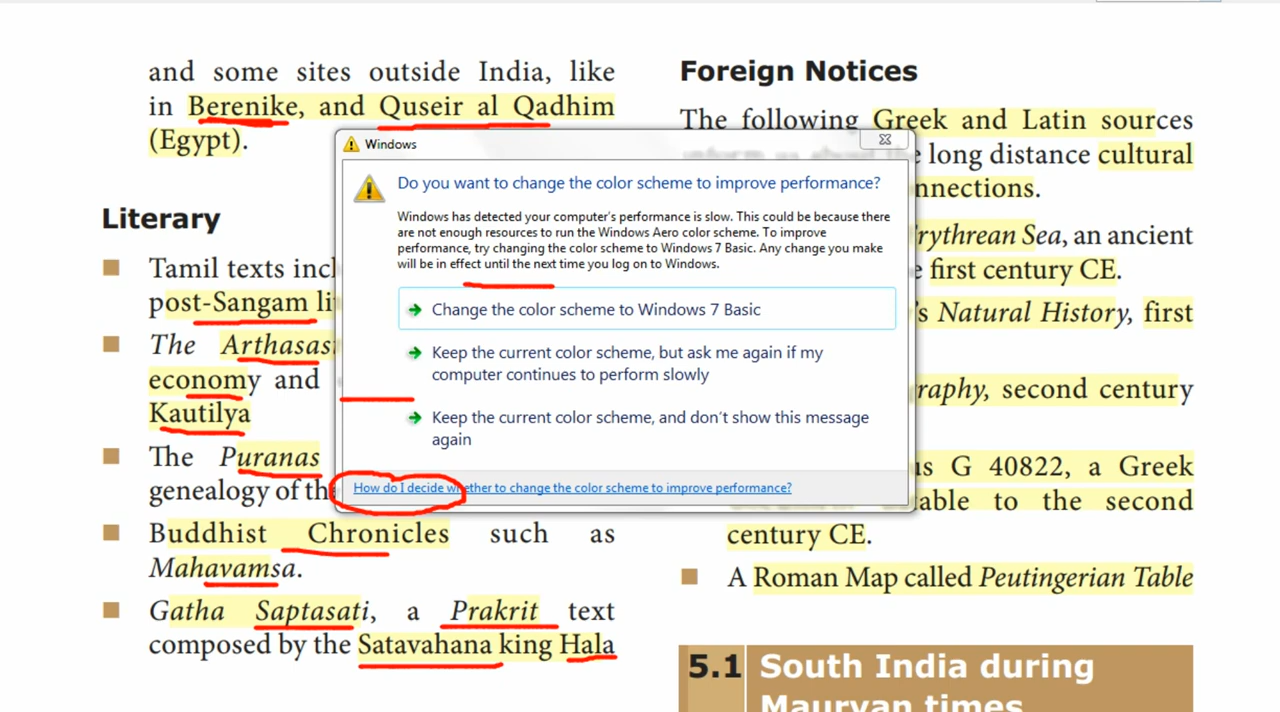 and some sites outside India, like
in Berenike, and Quseir al Qadhim
(Egypt).
Literary
Tamil texts
post-Sangam
The
economy and
Kautilya
The Puranas
genealogy of
Buddhist Chronicles such as
Mahavamsa.
Gatha Saptasati, a Prakrit text
composed by the Satavahana king Hala
Windows
Do you want to change the color scheme to improve performance?
Windows has detected your computer's performance is slow. This could be because there
are not enough resources to run the Windows Aero color scheme. To improve
performance, try changing the color scheme to Windows 7 Basic. Any change you make
will be in effect until the next time you log on to Windows.
Change the color scheme to Windows 7 Basic
Keep the current color scheme, but ask me again if my
computer continues to perform slowly
Keep the current color scheme, and don't show this message
again
How do I decide whether to change the color scheme to improve performance?
Foreign Notices
The following Greek and Latin sources
long distance cultural
Sea, an ancient
first century CE.
Natural History, first
second century
G 40822, a Greek
to the second
century CE.
A Roman Map called Peutingerian Table
5.1 South India during
Mauryan times